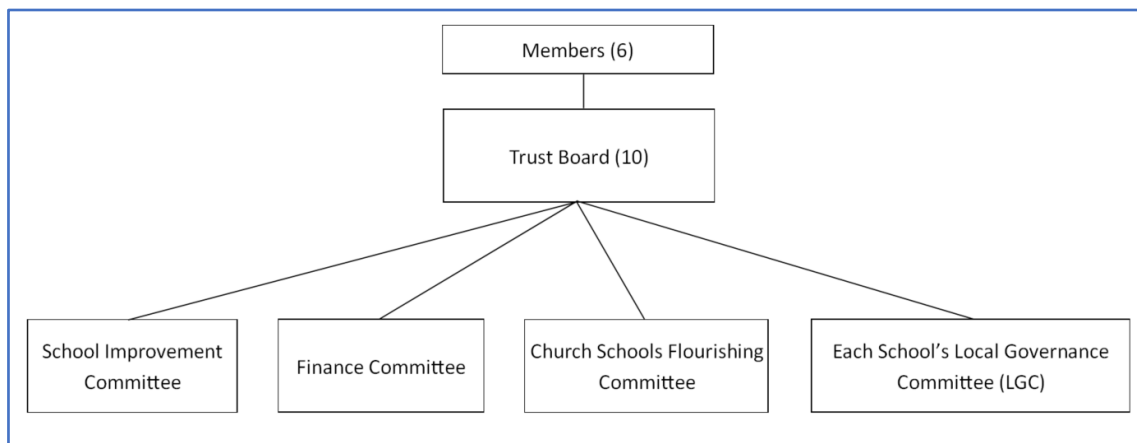 Members (6)
Trust Board (10)
School Improvement
Committee
Finance Committee
Church Schools Flourishing
Committee
Each School’s Local Governance
Committee (LGC)